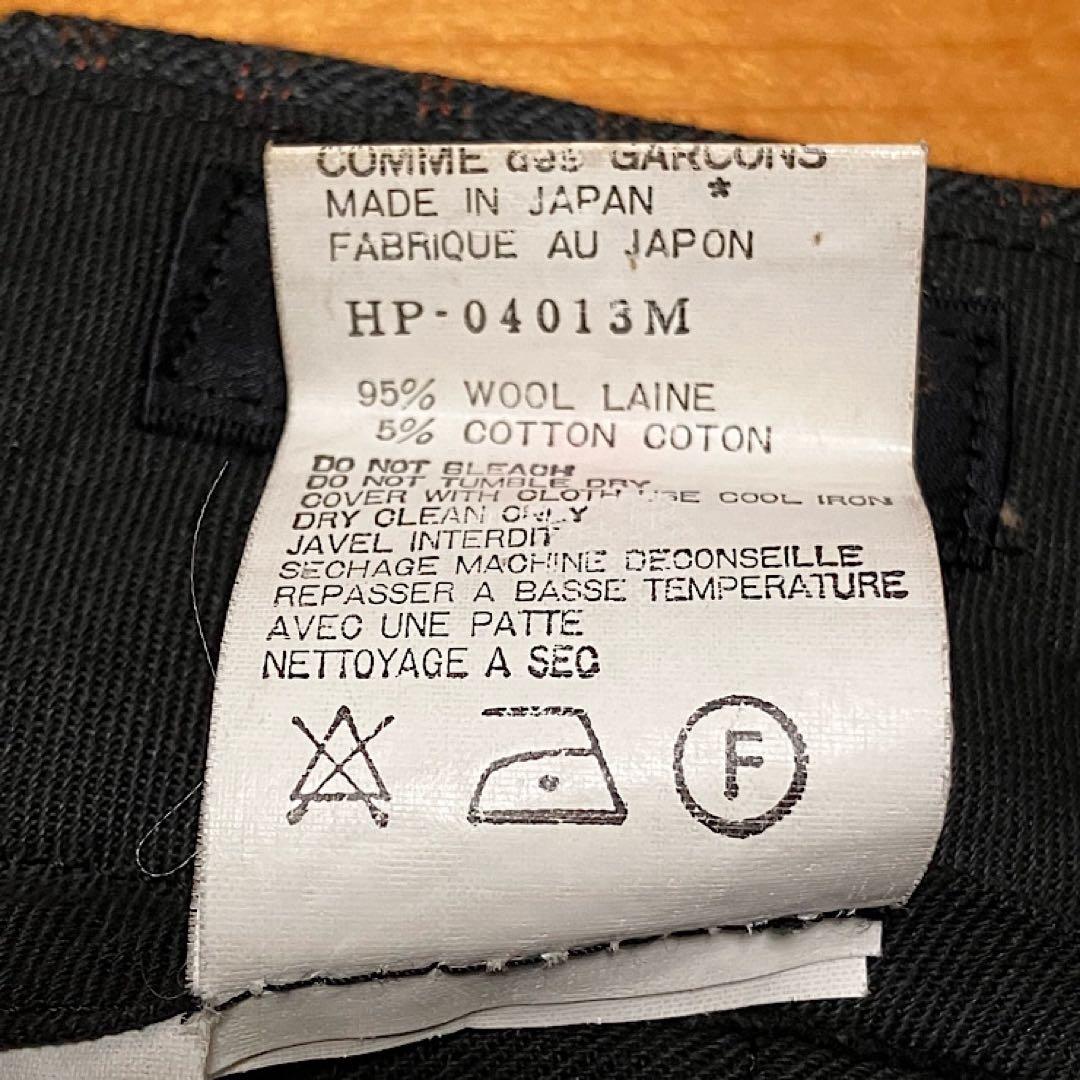 COMME des GARCONS
MADE IN JAPAN *
FABRIQUE AU JAPON
HP-04013M
95% WOOL LAINE
5% COTTON COTON
DO NOT BLEACH
DO NOT TUMBLE DRY
COVER WITH CLOTH USE COOL IRON
DRY CLEAN ONLY
JAVEL INTERDIT
SECHAGE MACHINE DECONSEILLE
REPASSER A BASSE TEMPERATURE
AVEC UNE PATTE
NETTOYAGE A SEC
F